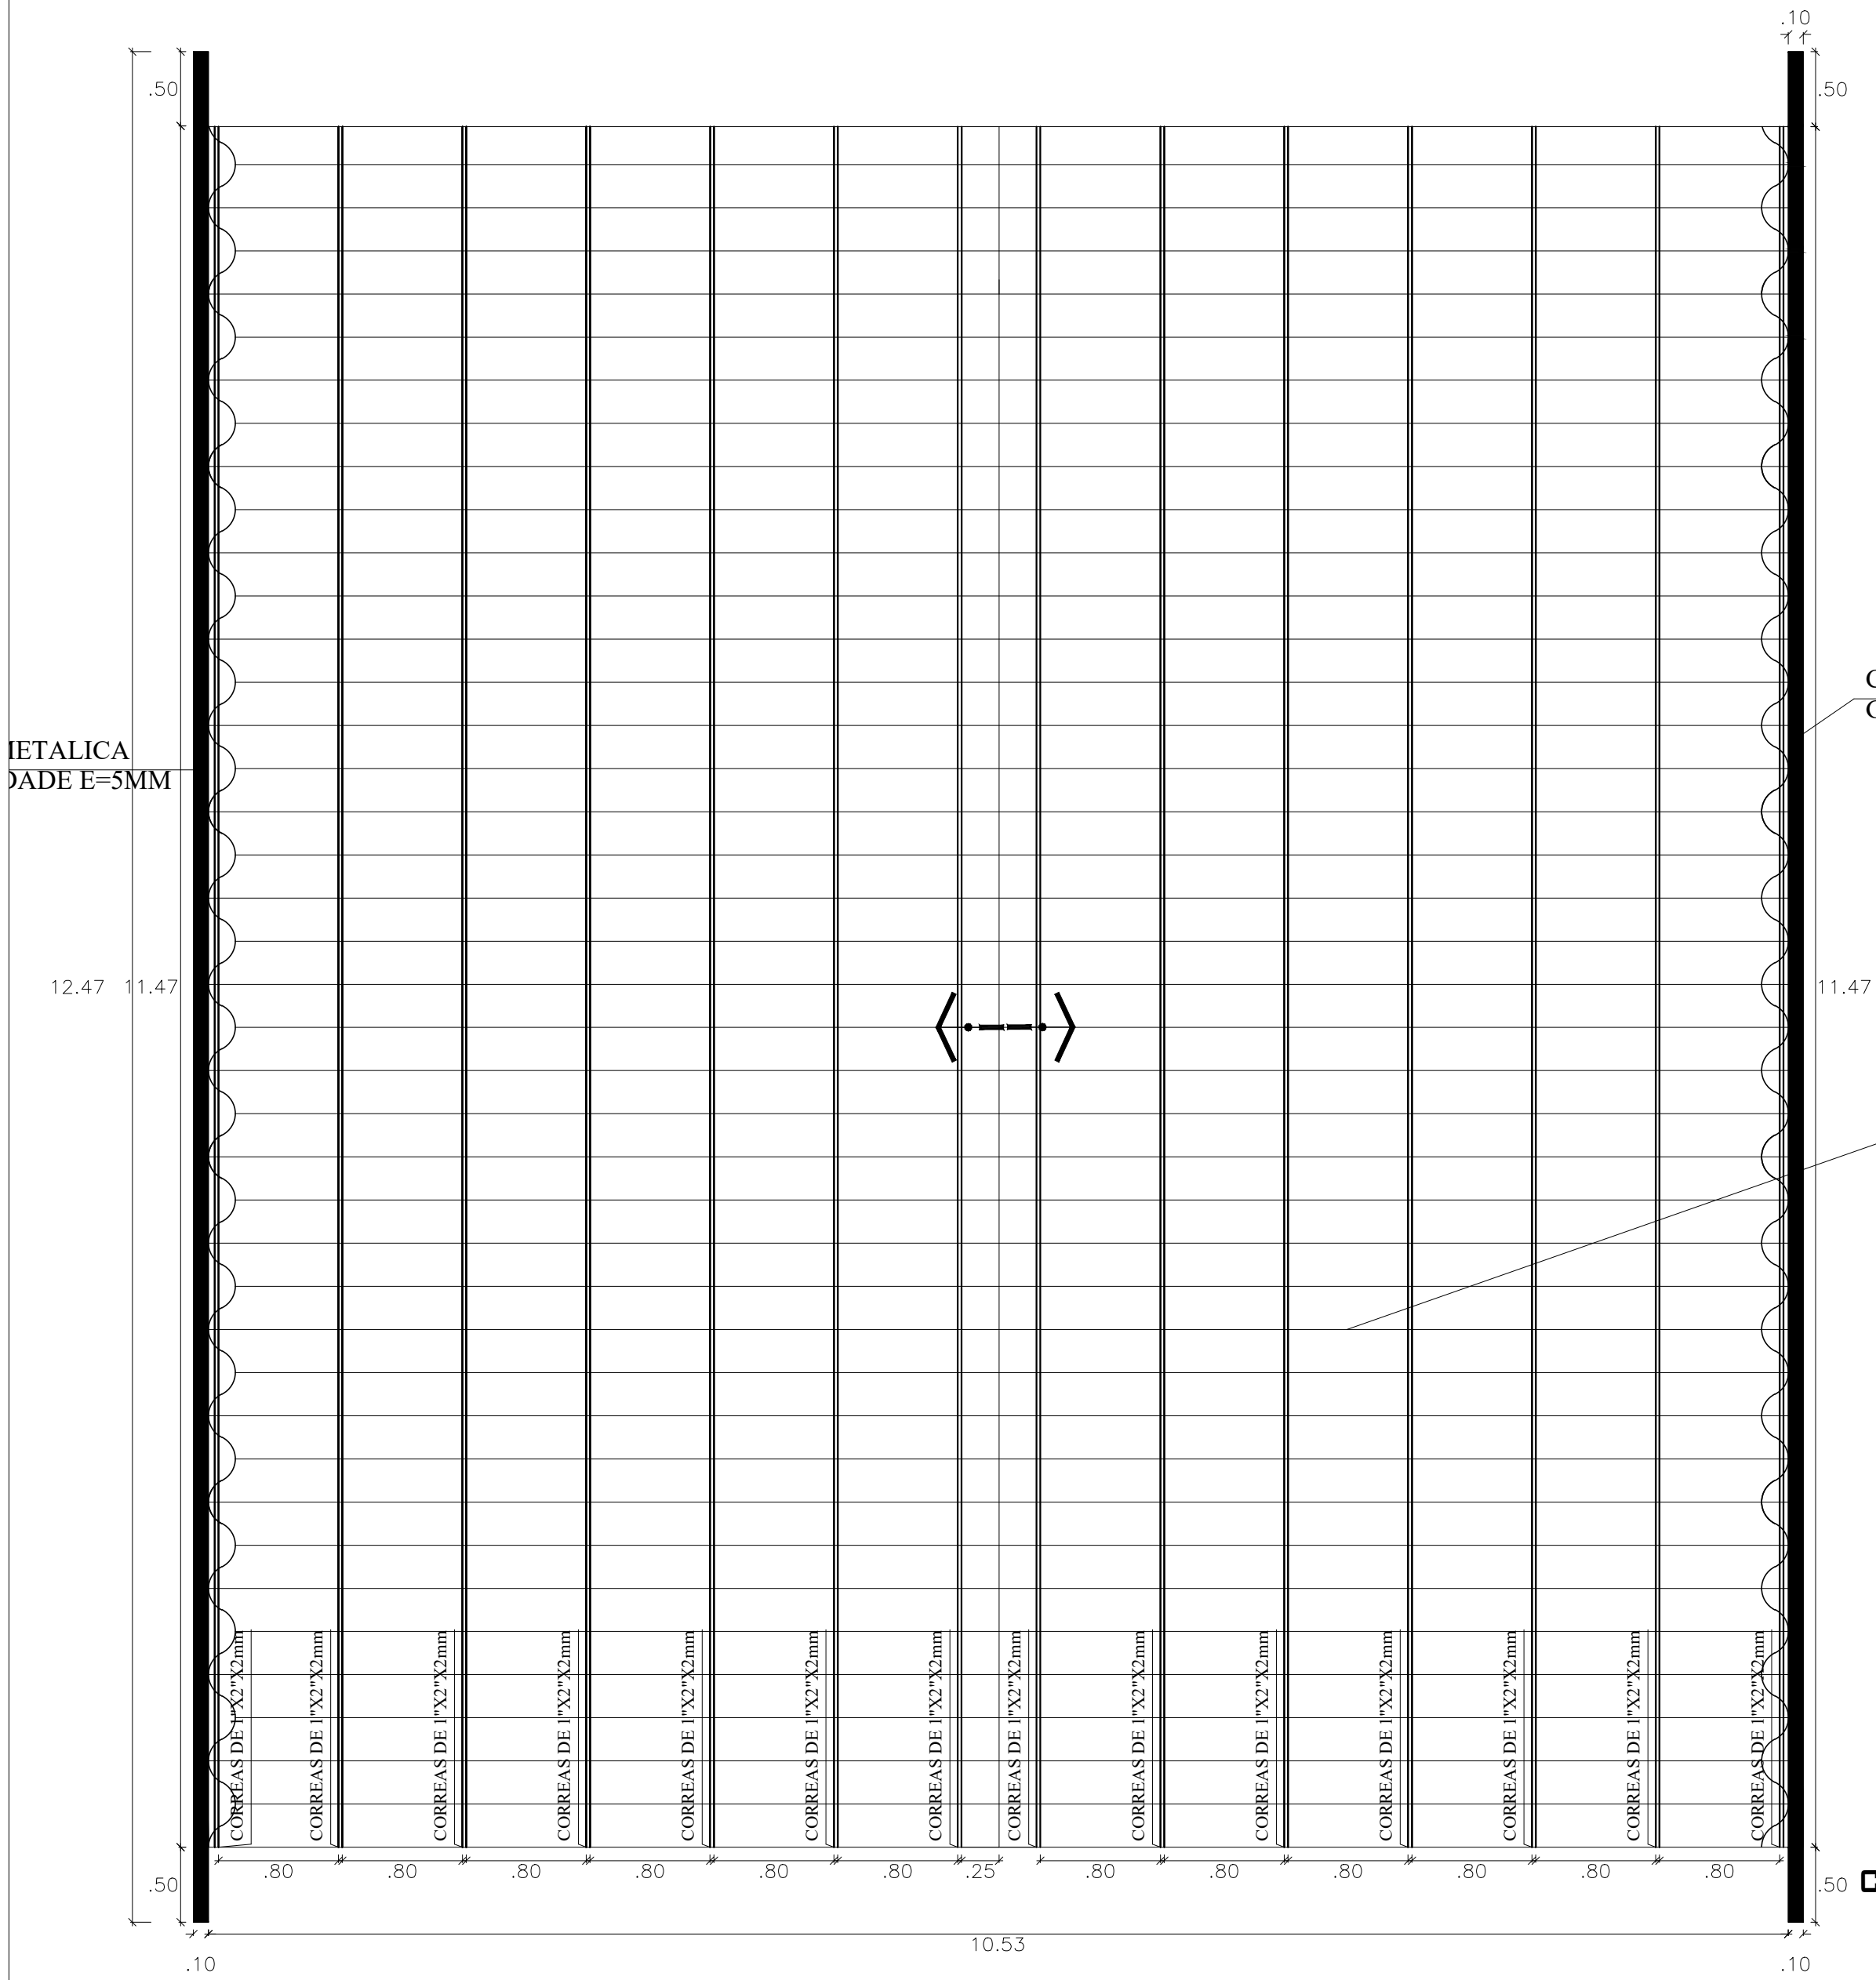 .10
.50
.50
IETALICA
DADE E=5MM
12.47
11.47
11.47
CORREAS DE 1"X2"X2mm
CORREAS DE 1"X2"X2mm
CORREAS DE 1"X2"X2mm
CORREAS DE 1"X2"X2mm
CORREAS DE 1"X2"X2mm
CORREAS DE 1"X2"X2mm
CORREAS DE 1"X2"X2mm
CORREAS DE 1"X2"X2mm
CORREAS DE 1"X2"X2mm
CORREAS DE 1"X2"X2mm
CORREAS DE 1"X2"X2mm
CORREAS DE 1"X2"X2mm
CORREAS DE 1"X2"X2mm
CORREAS DE 1"X2"X2mm
.50 .80 .80 .80 .80 .80 .80 .25 .80 .80 .80 .80 .80 .80 .50
10.53
.10
.10